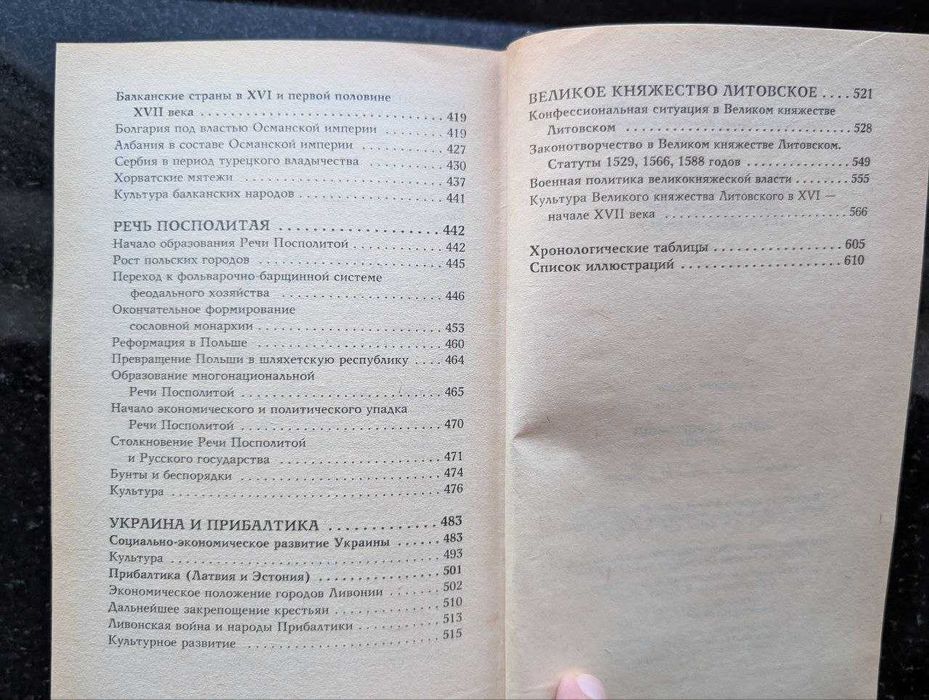 Балканские страны в XVI и первой половине
XVII века .......................... 419
Болгария под властью Османской империи ........ 419
Албания в составе Османской империи ........... 427
Сербия в период турецкого владычества .......... 430
Хорватские мятежи ........................ 437
Культура балканских народов ................. 441
РЕЧЬ ПОСПОЛИТАЯ ..................... 442
Начало образования Речи Посполитой ............ 442
Рост польских городов ...................... 445
Переход к фольварочно-барщинной системе
феодального хозяйства .................. 446
Окончательное формирование
сословной монархии ..................... 453
Реформация в Польше ...................... 460
Превращение Польши в шляхетскую республику .... 464
Образование многонациональной
Речи Посполитой ....................... 465
Начало экономического и политического упадка
Речи Посполитой ....................... 470
Столкновение Речи Посполитой
и Русского государства ................... 471
Бунты и беспорядки ....................... 474
Культура .............................. 476
УКРАИНА И ПРИБАЛТИКА ............... 483
Социально-экономическое развитие Украины ...... 483
Культура .............................. 493
Прибалтика (Латвия и Эстония) ............... 501
Экономическое положение городов Ливонии ....... 502
Дальнейшее закрепощение крестьян ............ 510
Ливонская война и народы Прибалтики .......... 513
Культурное развитие ....................... 515
ВЕЛИКОЕ КНЯЖЕСТВО ЛИТОВСКОЕ .... 521
Конфессиональная ситуация в Великом княжестве
Литовском .......................... 528
Законотворчество в Великом княжестве Литовском.
Статуты 1529, 1566, 1588 годов ............. 549
Военная политика великокняжеской власти ........ 555
Культура Великого княжества Литовского в XVI —
начале XVII века ...................... 566
Хронологические таблицы ................... 605
Список иллюстраций ....................... 610